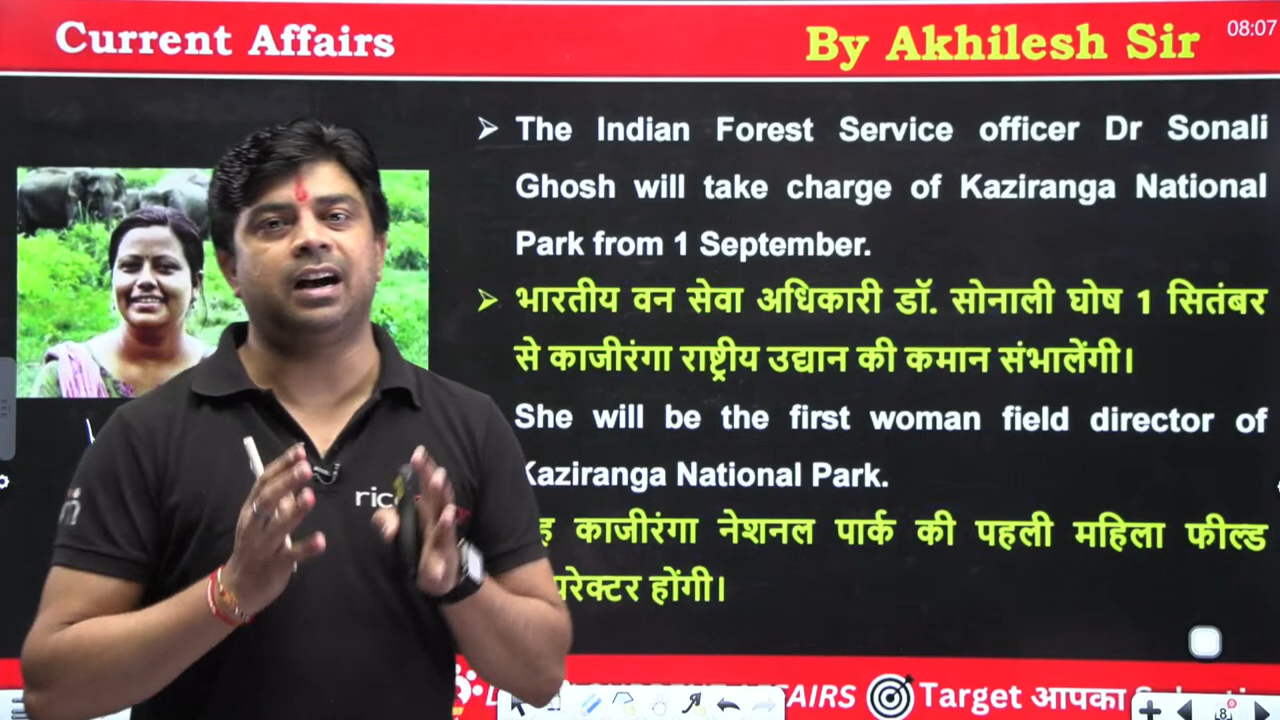 Current Affairs
By Akhilesh Sir
08:07
The Indian Forest Service officer Dr Sonali
Ghosh will take charge of Kaziranga National
Park from 1 September.
भारतीय वन सेवा अधिकारी डॉ. सोनाली घोष 1 सितंबर
से काजीरंगा राष्ट्रीय उद्यान की कमान संभालेंगी।
She will be the first woman field director of
Kaziranga National Park.
काजीरंगा नेशनल पार्क की पहली महिला फील्ड
होंगी।
AFFAIRS
Target आपका
8